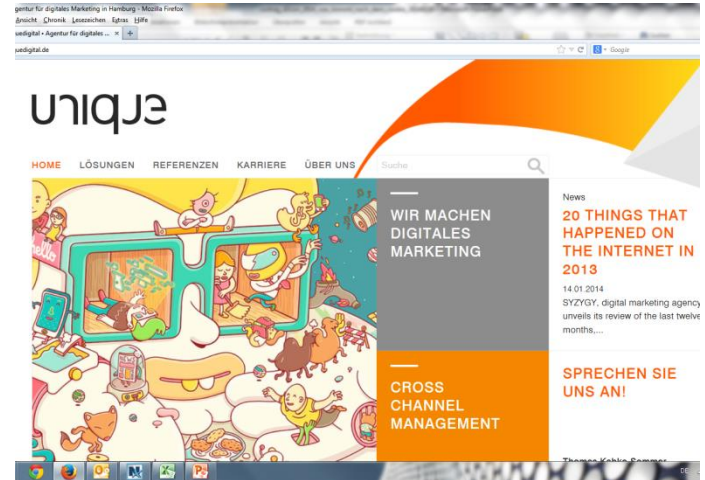 gentur für digitales Marketing in Hamburg - Mozilla Firefox
Ansicht Chronik Lesezeichen Extras Hilfe
uedigital • Agentur für digitales ...
uedigital.de
Google
unique
HOME LÖSUNGEN REFERENZEN KARRIERE ÜBER UNS
Suche
hello
WIR MACHEN
DIGITALES
MARKETING
CROSS
CHANNEL
MANAGEMENT
News
20 THINGS THAT
HAPPENED ON
THE INTERNET IN
2013
14.01.2014
SYZYGY, digital marketing agency
unveils its review of the last twelve
months,...
SPRECHEN SIE
UNS AN!
DE